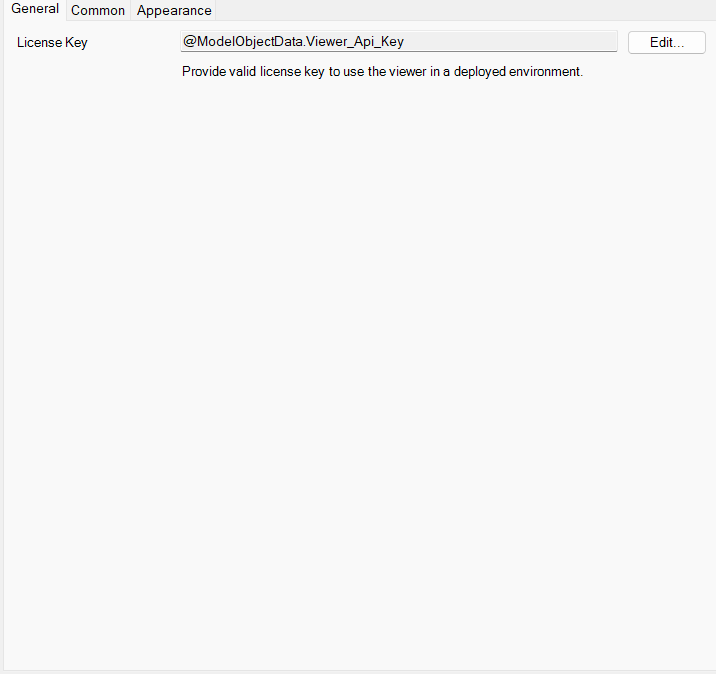 General Common Appearance
License Key @ModelObjectData.Viewer_Api_Key Edit...
Provide valid license key to use the viewer in a deployed environment.